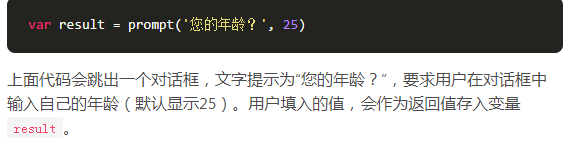 var result = prompt('您的年龄？', 25)
上面代码会跳出一个对话框，文字提示为“您的年龄？”，要求用户在对话框中
输入自己的年龄（默认显示25）。用户填入的值，会作为返回值存入变量
result。